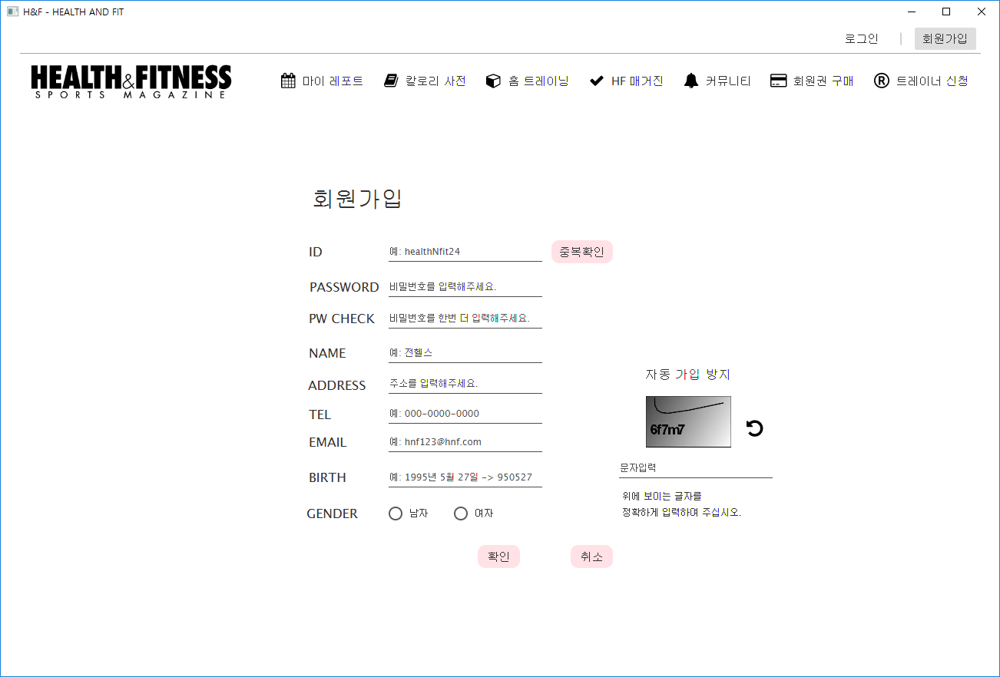 H&F - HEALTH AND FIT
로그인 | 회원가입
HEALTH&FITNESS
SPORTS MAGAZINE
마이 레포트 칼로리 사전 홈 트레이닝 HF 매거진 커뮤니티 회원권 구매 트레이너 신청
회원가입
ID 예: healthNfit24 중복확인
PASSWORD 비밀번호를 입력해주세요.
PW CHECK 비밀번호를 한번 더 입력해주세요.
NAME 예: 전헬스
ADDRESS 주소를 입력해주세요.
TEL 예: 000-0000-0000
EMAIL 예: hnf123@hnf.com
BIRTH 예: 1995년 5월 27일 -> 950527
GENDER 남자 여자
자동 가입 방지
6f7m7
문자입력
위에 보이는 글자를
정확하게 입력하며 주십시오.
확인 취소